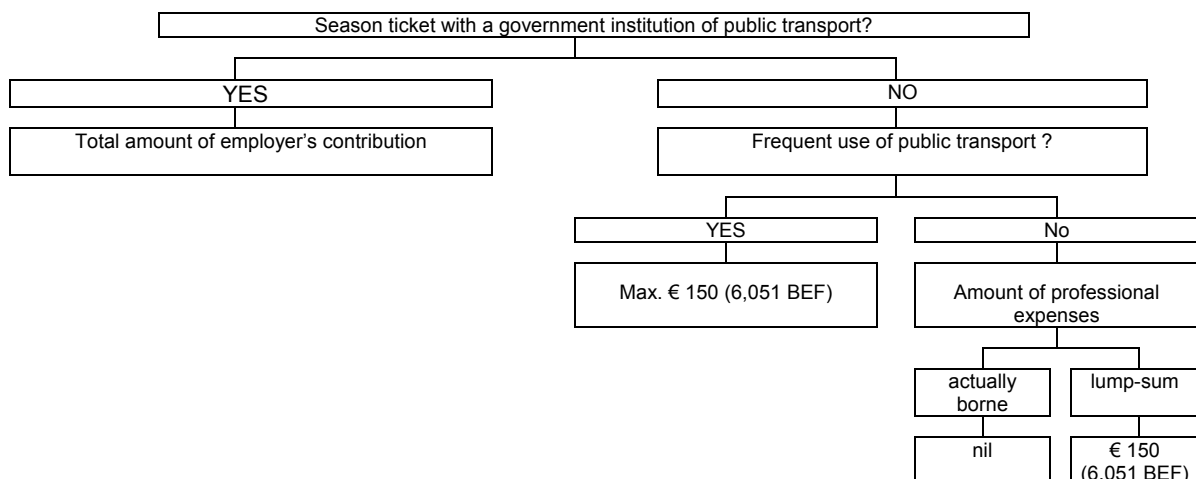 Season ticket with a government institution of public transport?
YES
NO
Total amount of employer's contribution
Frequent use of public transport ?
YES
No
Max. € 150 (6,051 BEF)
Amount of professional
expenses
actually
borne
lump-sum
nil
€ 150
(6,051 BEF)